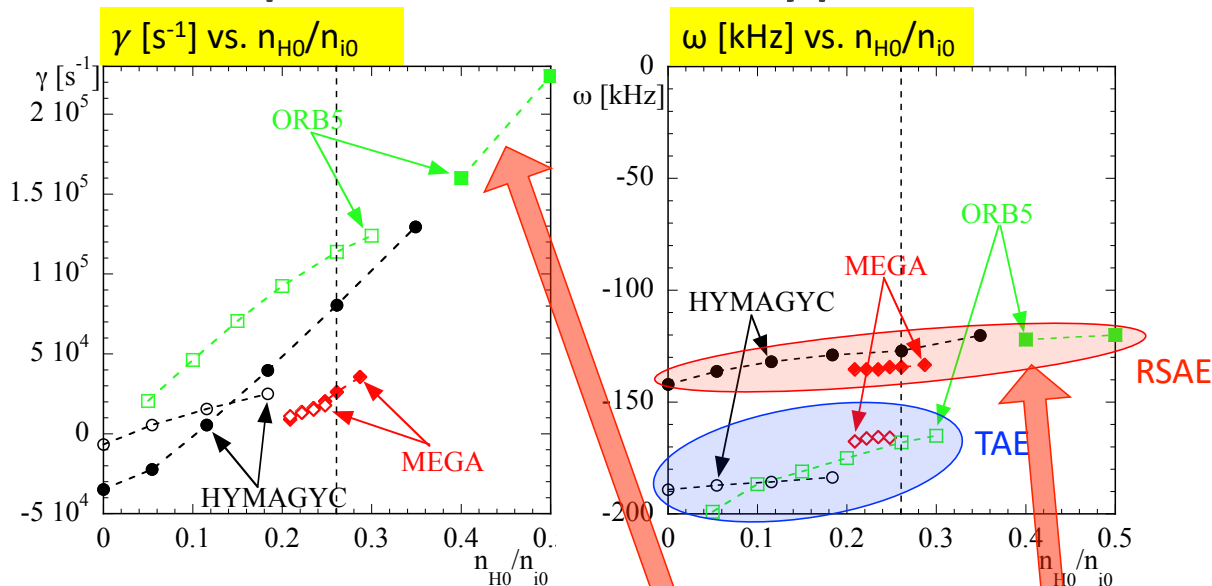 γ [s-1] vs. nH0/ni0
γ [s-1]
2 10^5
1.5 10^5
1 10^5
5 10^4
0
-5 10^4
0
0.1
0.2
0.3
0.4
0.
nH0/ni0
ORB5
HYMAGYC
MEGA
ω [kHz] vs. nH0/ni0
ω [kHz]
0
-50
-100
-150
-200
0
0.1
0.2
0.3
0.4
0.5
nH0/ni0
ORB5
MEGA
HYMAGYC
RSAE
TAE